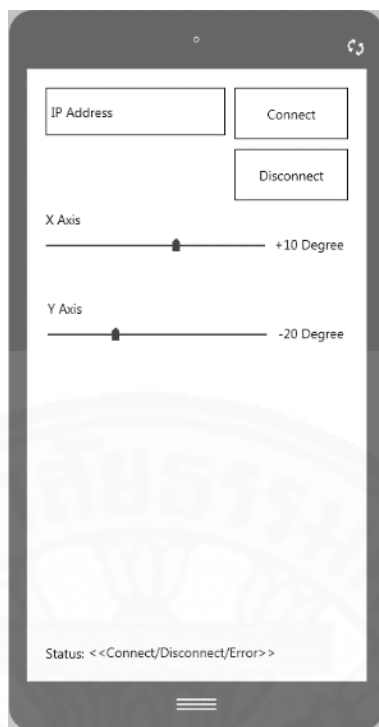 IP Address
Connect
Disconnect
X Axis
+10 Degree
Y Axis
-20 Degree
Status: <<Connect/Disconnect/Error>>